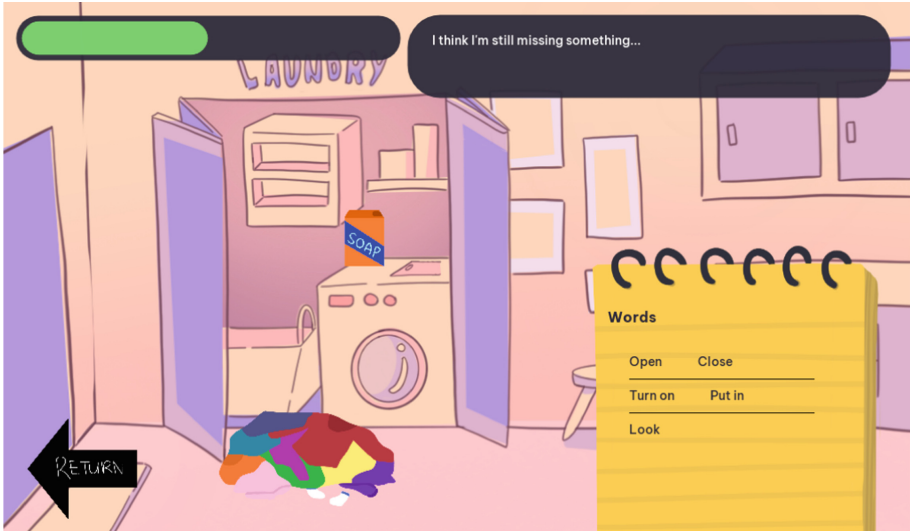 I think I'm still missing something...
LAUNDRY
SOAP
Words
Open Close
Turn on Put in
Look
RETURN